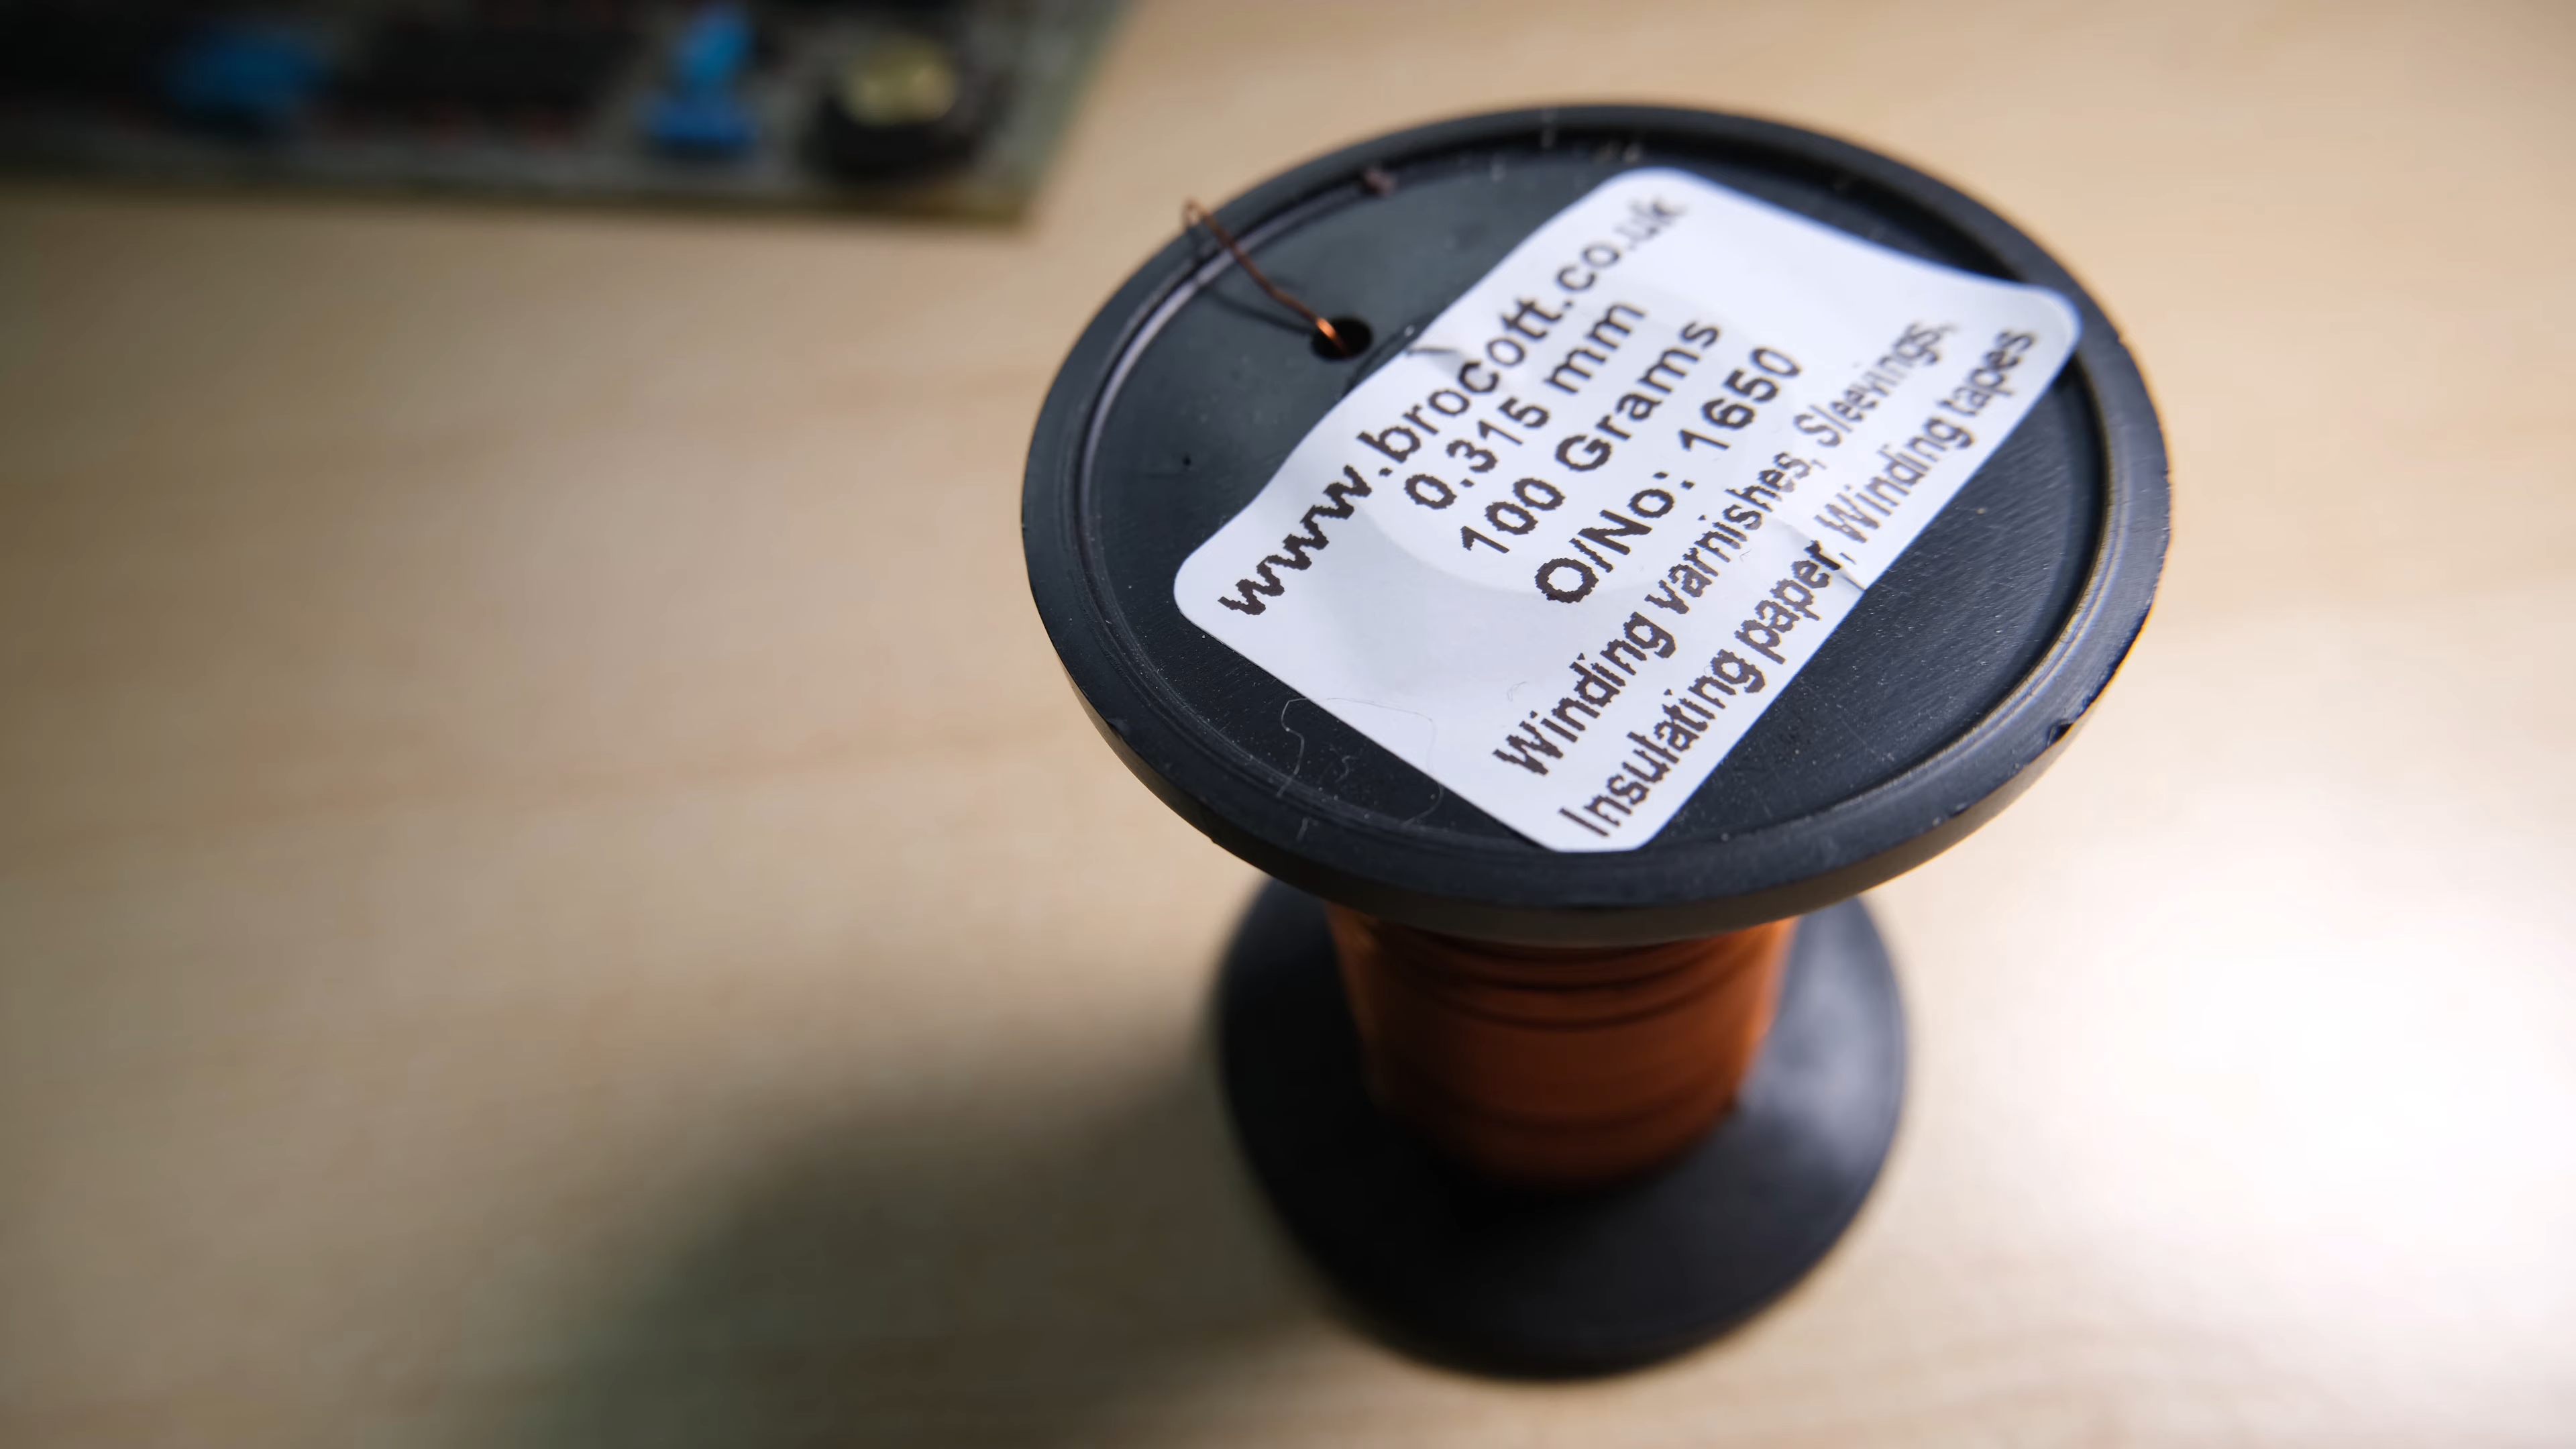 www.brocott.co.uk
0.315 mm
100 Grams
O/No: 1650
Winding varnishes, Sleevings,
Insulating paper, Winding tapes